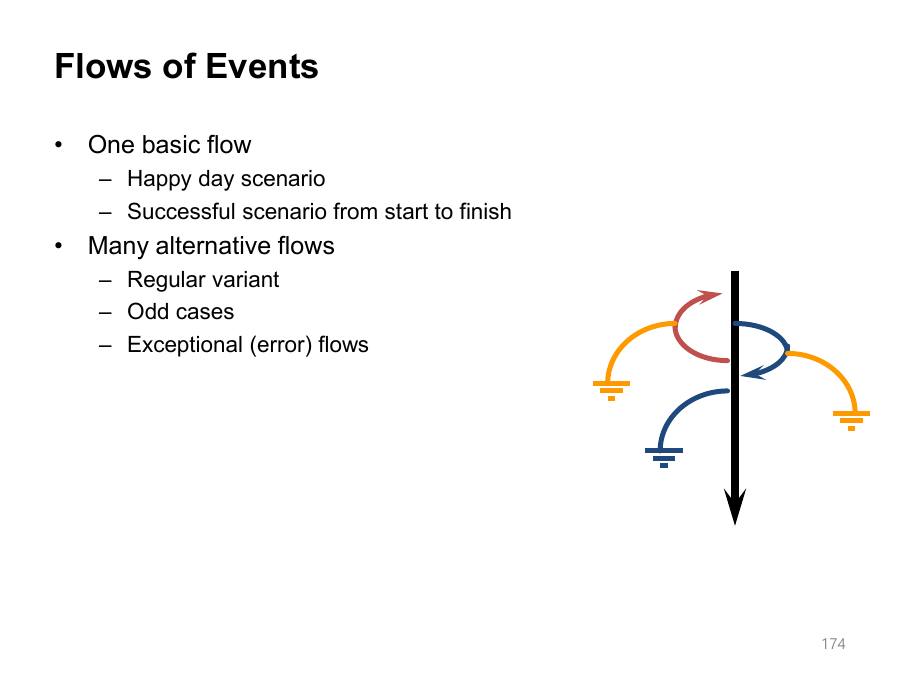 Flows of Events
• One basic flow
– Happy day scenario
– Successful scenario from start to finish
• Many alternative flows
– Regular variant
– Odd cases
– Exceptional (error) flows
174